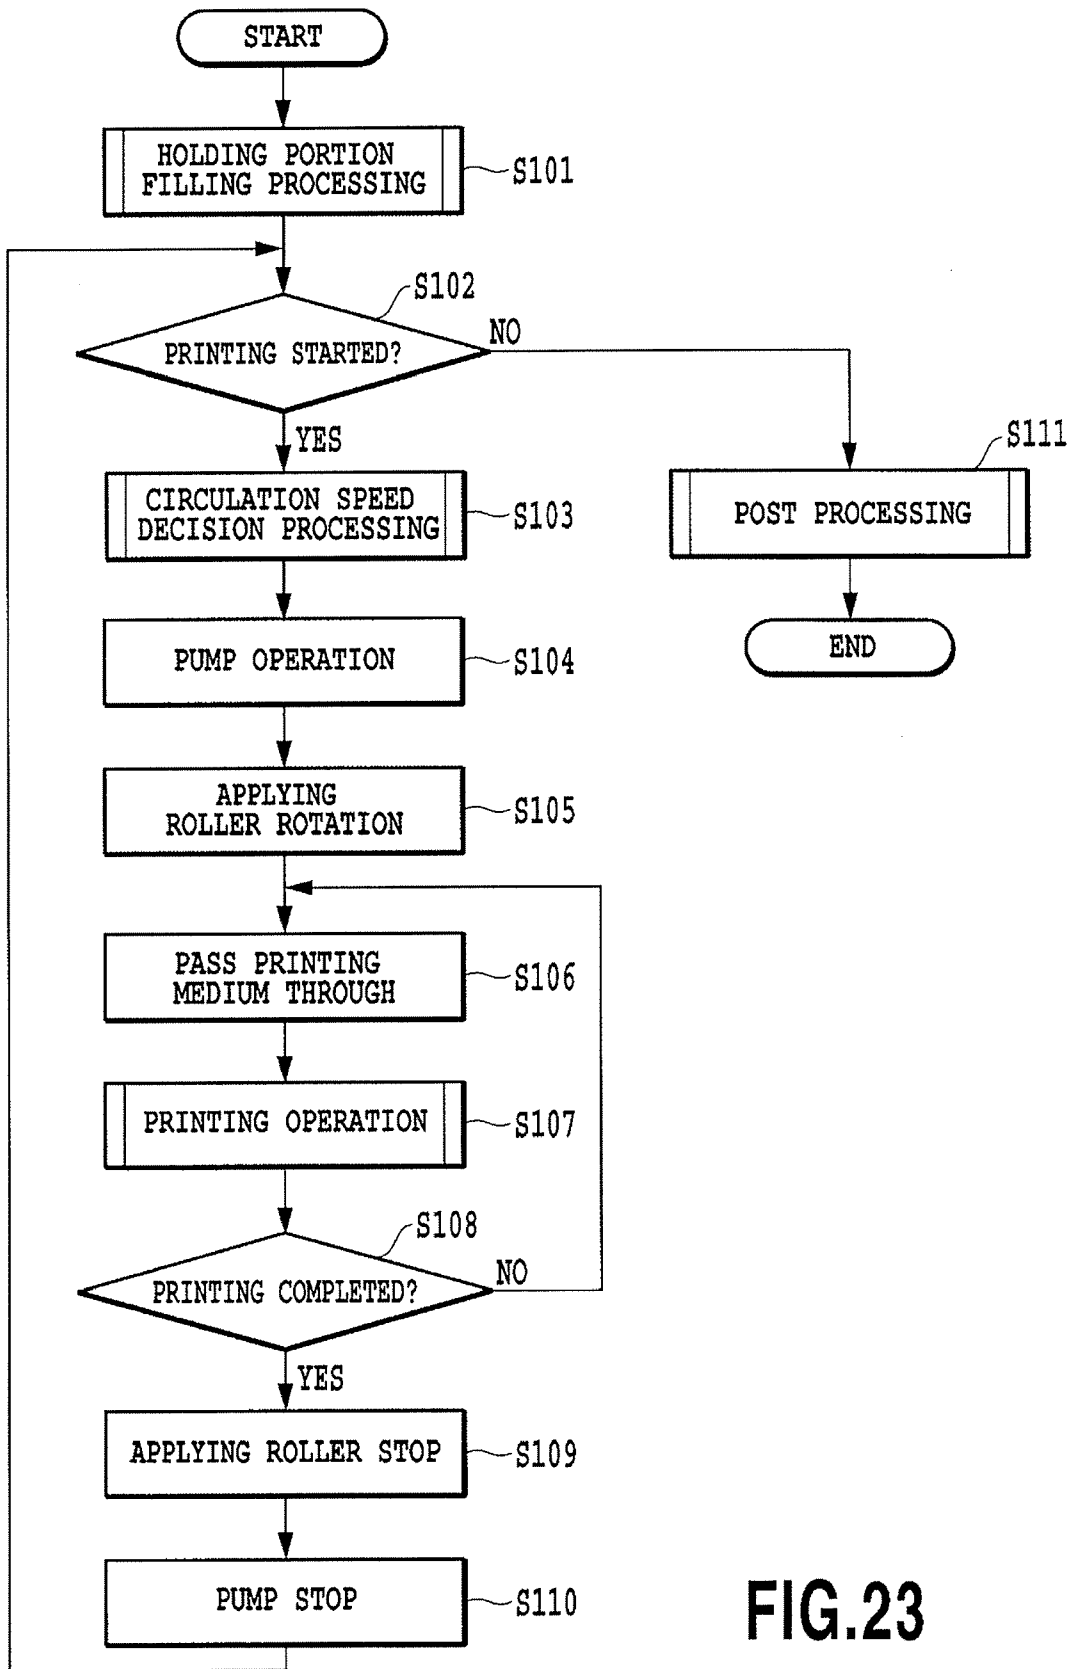 START
HOLDING PORTION
FILLING PROCESSING
S101
S102
PRINTING STARTED?
NO
YES
S111
CIRCULATION SPEED
DECISION PROCESSING
S103
POST PROCESSING
PUMP OPERATION
S104
END
APPLYING
ROLLER ROTATION
S105
PASS PRINTING
MEDIUM THROUGH
S106
PRINTING OPERATION
S107
S108
PRINTING COMPLETED?
NO
YES
APPLYING ROLLER STOP
S109
PUMP STOP
S110
FIG.23